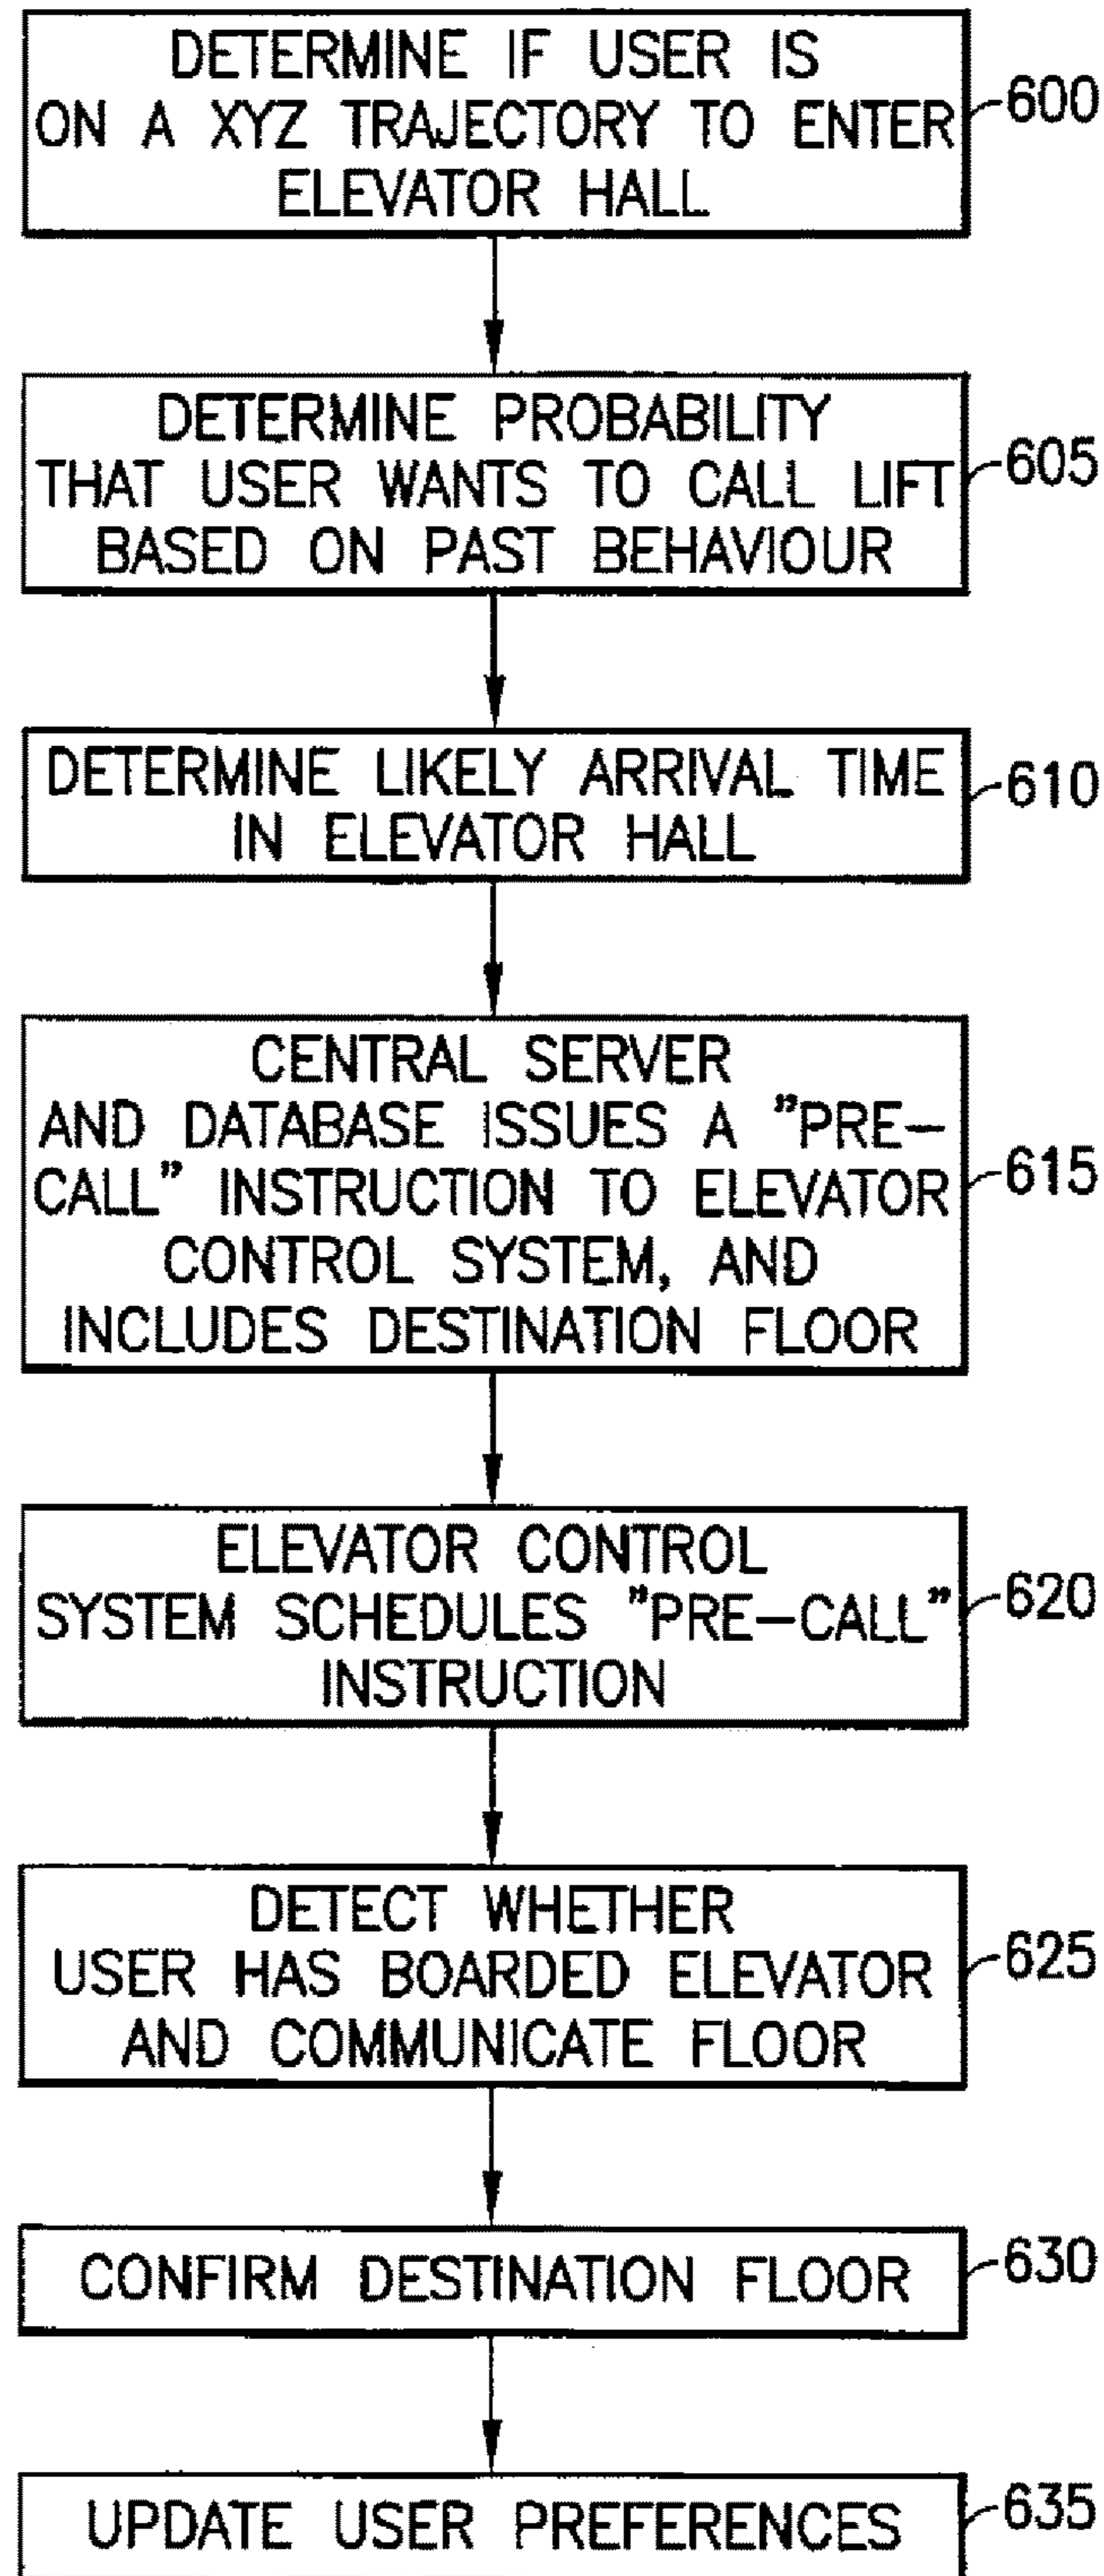 DETERMINE IF USER IS
ON A XYZ TRAJECTORY TO ENTER
ELEVATOR HALL
600
DETERMINE PROBABILITY
THAT USER WANTS TO CALL LIFT
BASED ON PAST BEHAVIOUR
605
DETERMINE LIKELY ARRIVAL TIME
IN ELEVATOR HALL
610
CENTRAL SERVER
AND DATABASE ISSUES A "PRE-
CALL" INSTRUCTION TO ELEVATOR
CONTROL SYSTEM, AND
INCLUDES DESTINATION FLOOR
615
ELEVATOR CONTROL
SYSTEM SCHEDULES "PRE-CALL"
INSTRUCTION
620
DETECT WHETHER
USER HAS BOARDED ELEVATOR
AND COMMUNICATE FLOOR
625
CONFIRM DESTINATION FLOOR
630
UPDATE USER PREFERENCES
635